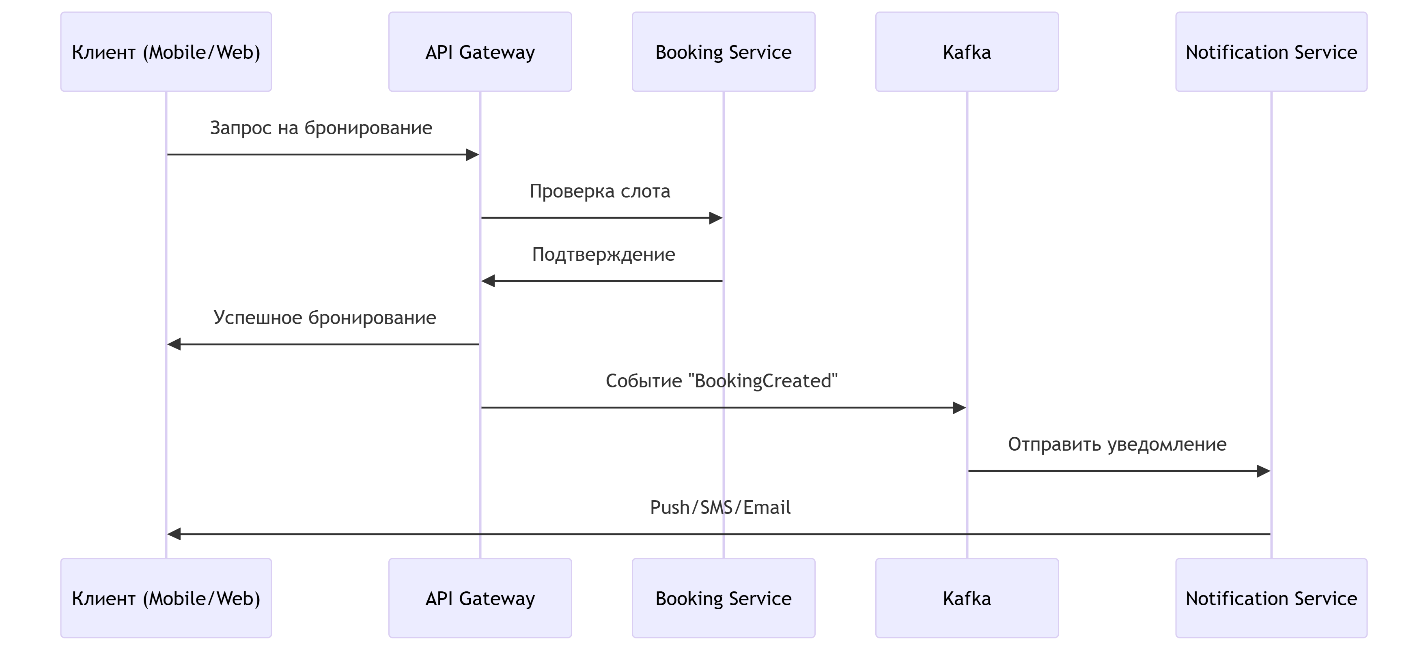 Клиент (Mobile/Web)
API Gateway
Booking Service
Kafka
Notification Service
Запрос на бронирование
Проверка слота
Подтверждение
Успешное бронирование
Событие "BookingCreated"
Отправить уведомление
Push/SMS/Email
Клиент (Mobile/Web)
API Gateway
Booking Service
Kafka
Notification Service